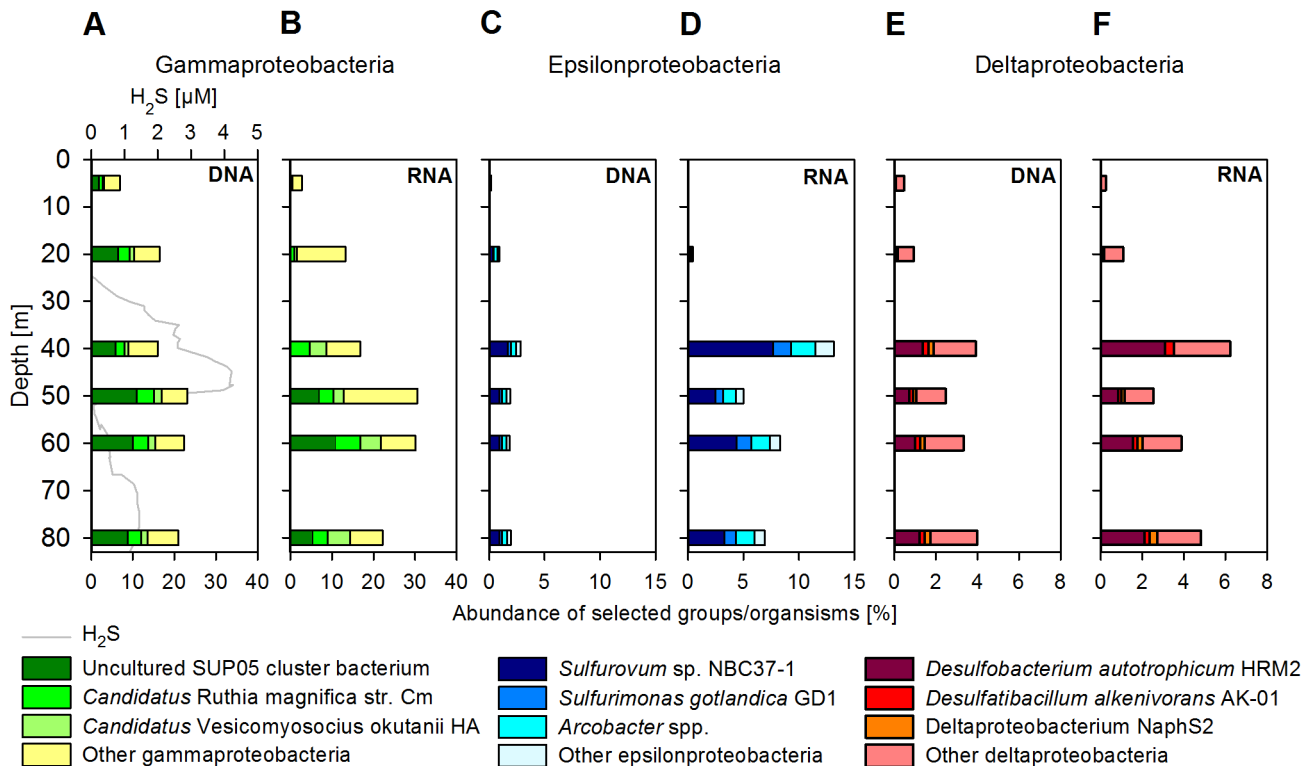 A B C D E F
Gammaproteobacteria Epsilonproteobacteria Deltaproteobacteria
H₂S [µM]
0 1 2 3 4 5
DNA RNA DNA RNA DNA RNA
0
10
20
30
40
50
60
70
80
Depth [m]
0 10 20 30 40 0 10 20 30 40 0 5 10 15 0 5 10 15 0 2 4 6 8 0 2 4 6 8
Abundance of selected groups/organsisms [%]
H₂S
Uncultured SUP05 cluster bacterium
Candidatus Ruthia magnifica str. Cm
Candidatus Vesicomyosocius okutanii HA
Other gammaproteobacteria
Sulfurovum sp. NBC37-1
Sulfurimonas gotlandica GD1
Arcobacter spp.
Other epsilonproteobacteria
Desulfobacterium autotrophicum HRM2
Desulfatibacillum alkenivorans AK-01
Deltaproteobacterium NaphS2
Other deltaproteobacteria